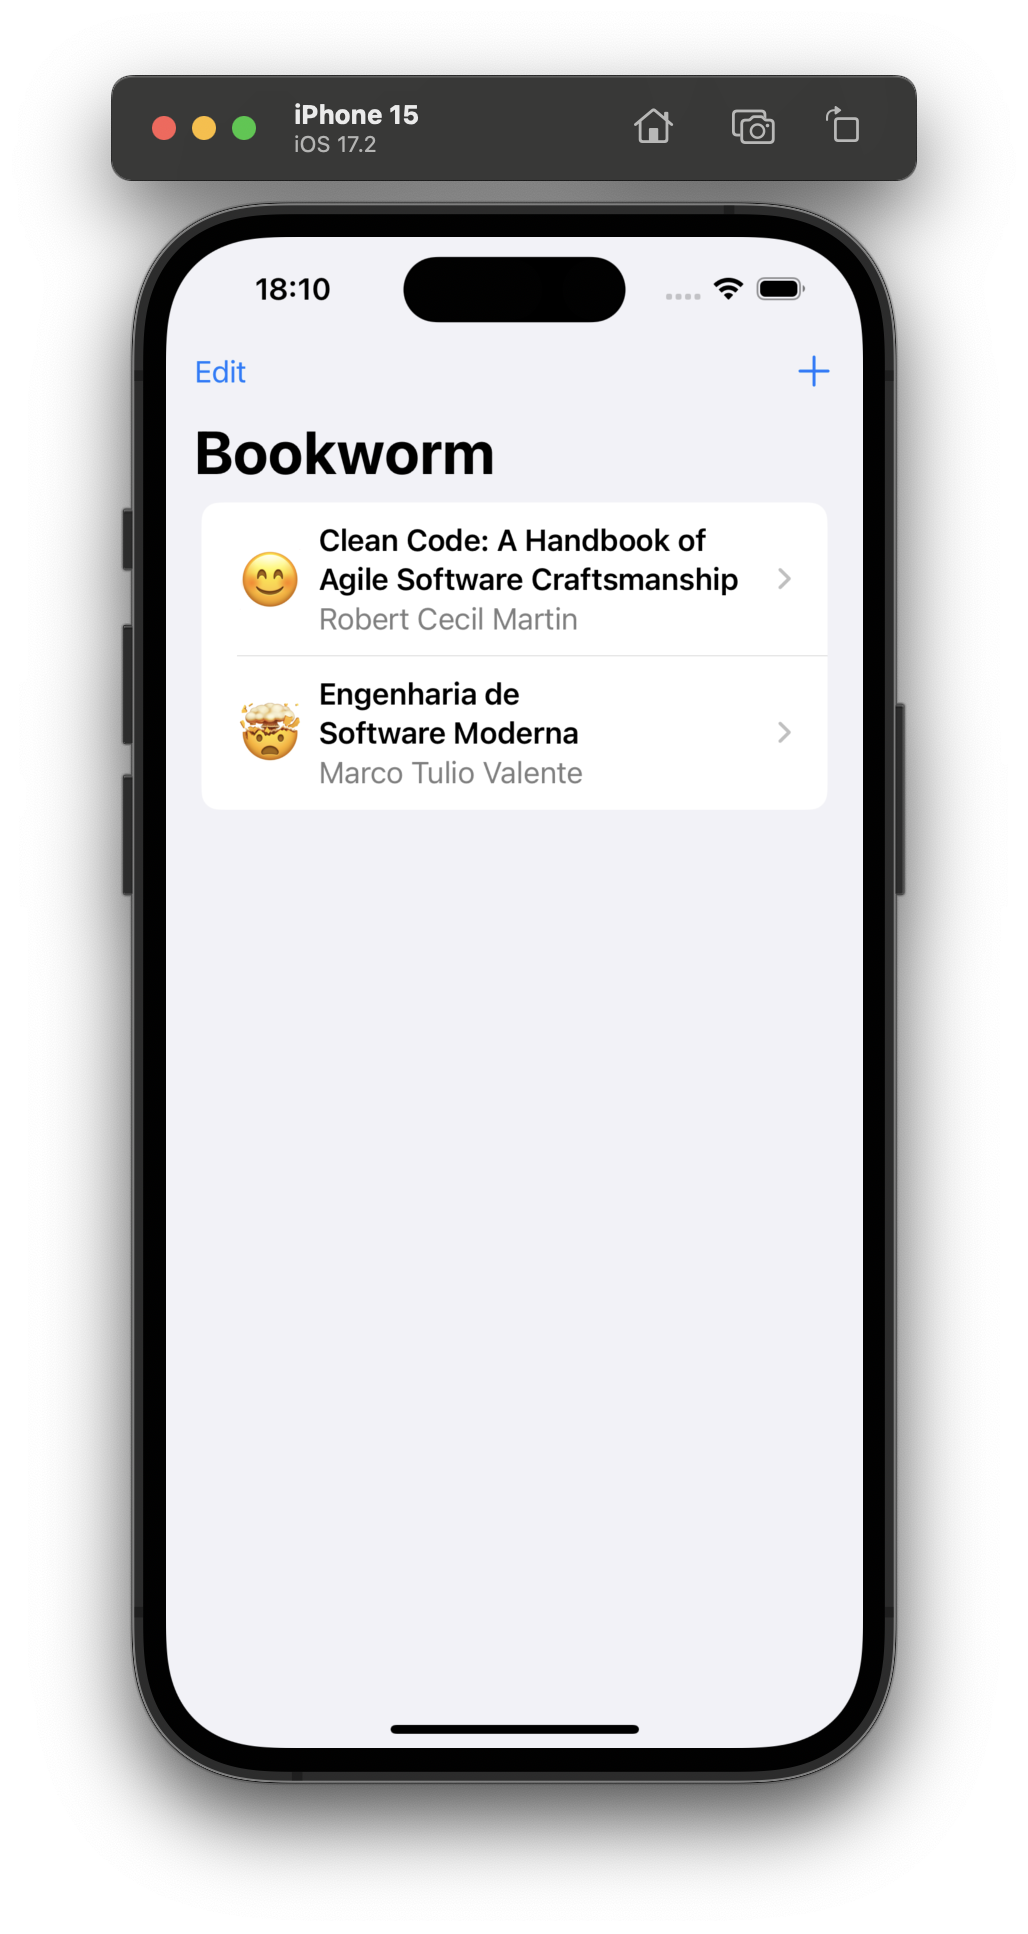 iPhone 15
iOS 17.2
18:10
Edit
Bookworm
Clean Code: A Handbook of
Agile Software Craftsmanship
Robert Cecil Martin
Engenharia de
Software Moderna
Marco Tulio Valente